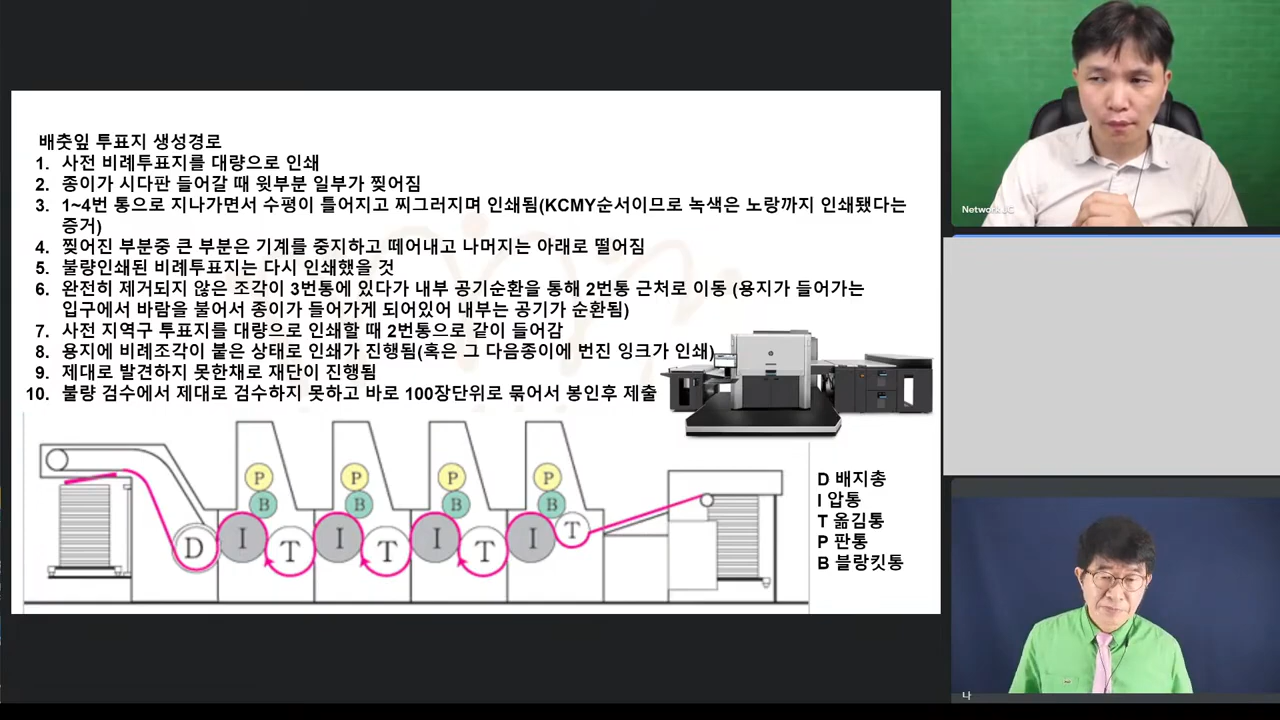 배춧잎 투표지 생성경로
1. 사전 비례투표지를 대량으로 인쇄
2. 종이가 시다판 들어갈 때 윗부분 일부가 찢어짐
3. 1~4번 통으로 지나가면서 수평이 틀어지고 찌그러지며 인쇄됨(KCMY순서이므로 녹색은 노랑까지 인쇄됐다는
증거)
4. 찢어진 부분중 큰 부분은 기계를 중지하고 떼어내고 나머지는 아래로 떨어짐
5. 불량인쇄된 비례투표지는 다시 인쇄했을 것
6. 완전히 제거되지 않은 조각이 3번통에 있다가 내부 공기순환을 통해 2번통 근처로 이동 (용지가 들어가는
입구에서 바람을 불어서 종이가 들어가게 되어있어 내부는 공기가 순환됨)
7. 사전 지역구 투표지를 대량으로 인쇄할 때 2번통으로 같이 들어감
8. 용지에 비례조각이 붙은 상태로 인쇄가 진행됨(혹은 그 다음종이에 번진 잉크가 인쇄)
9. 제대로 발견하지 못한채로 재단이 진행됨
10. 불량 검수에서 제대로 검수하지 못하고 바로 100장단위로 묶어서 봉인후 제출
P P P P
B B B B
D I T I T I T I T
D 배지총
I 압통
T 옮김통
P 판통
B 블랑킷통
Network JC
나